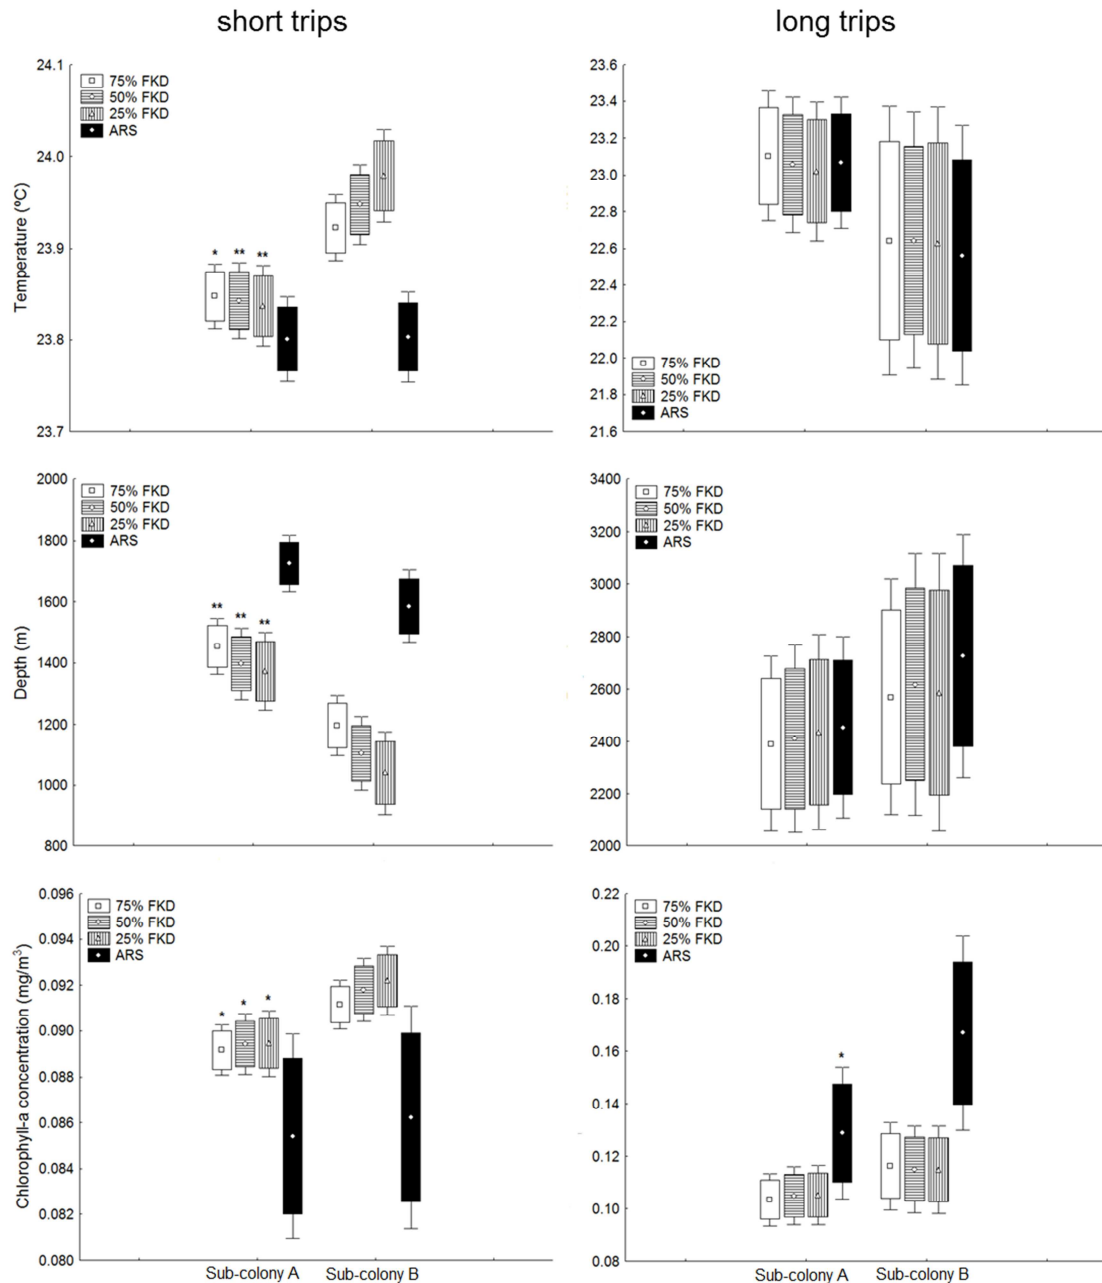 short trips
long trips
24.1
24.0
23.9
23.8
23.7
Temperature (ºC)
75% FKD
50% FKD
25% FKD
ARS
* ** **
23.6
23.4
23.2
23.0
22.8
22.6
22.4
22.2
22.0
21.8
21.6
75% FKD
50% FKD
25% FKD
ARS
2000
1800
1600
1400
1200
1000
800
Depth (m)
75% FKD
50% FKD
25% FKD
ARS
** ** **
3400
3200
3000
2800
2600
2400
2200
2000
75% FKD
50% FKD
25% FKD
ARS
0.096
0.094
0.092
0.090
0.088
0.086
0.084
0.082
0.080
Chlorophyll-a concentration (mg/m³)
75% FKD
50% FKD
25% FKD
ARS
* * *
Sub-colony A Sub-colony B
0.22
0.20
0.18
0.16
0.14
0.12
0.10
0.08
75% FKD
50% FKD
25% FKD
ARS
*
Sub-colony A Sub-colony B